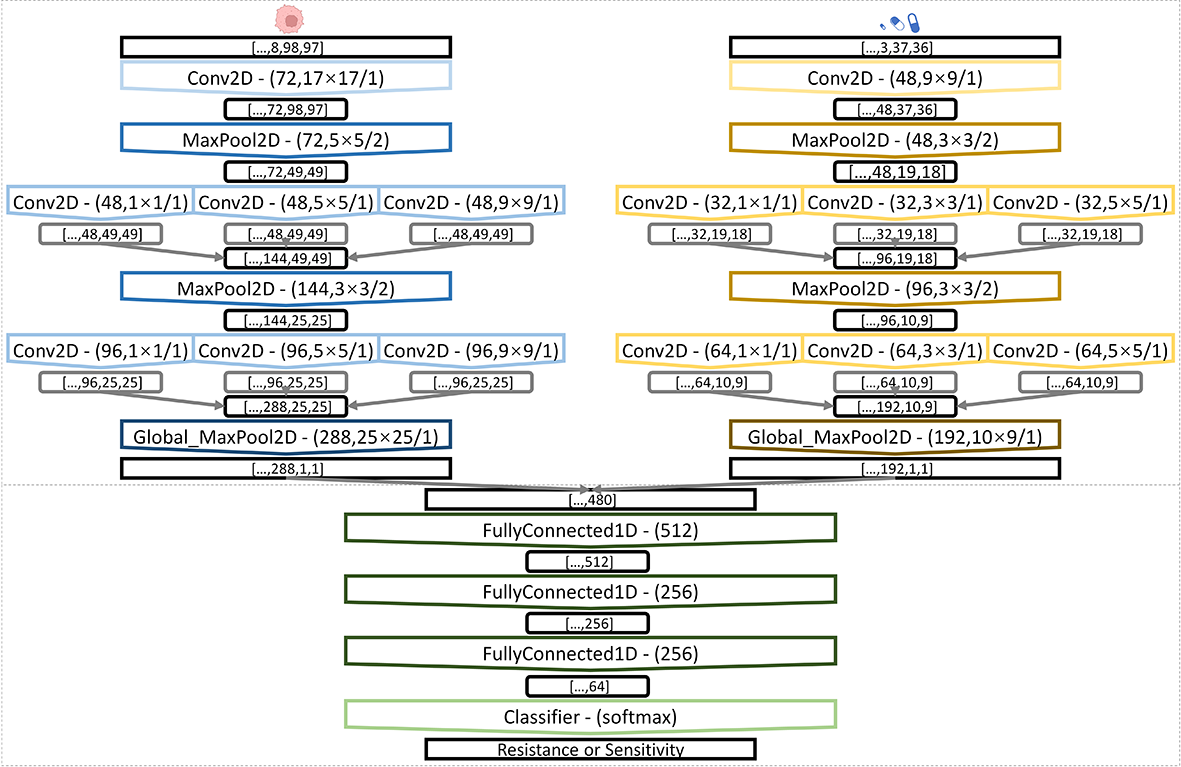 [...,8,98,97]
Conv2D - (72,17×17/1)
[...,72,98,97]
MaxPool2D - (72,5×5/2)
[...,72,49,49]
Conv2D - (48,1×1/1) Conv2D - (48,5×5/1) Conv2D - (48,9×9/1)
[...,48,49,49] [...,48,49,49] [...,48,49,49]
[...,144,49,49]
MaxPool2D - (144,3×3/2)
[...,144,25,25]
Conv2D - (96,1×1/1) Conv2D - (96,5×5/1) Conv2D - (96,9×9/1)
[...,96,25,25] [...,96,25,25] [...,96,25,25]
[...,288,25,25]
Global_MaxPool2D - (288,25×25/1)
[...,288,1,1]
[...,3,37,36]
Conv2D - (48,9×9/1)
[...,48,37,36]
MaxPool2D - (48,3×3/2)
[...,48,19,18]
Conv2D - (32,1×1/1) Conv2D - (32,3×3/1) Conv2D - (32,5×5/1)
[...,32,19,18] [...,32,19,18] [...,32,19,18]
[...,96,19,18]
MaxPool2D - (96,3×3/2)
[...,96,10,9]
Conv2D - (64,1×1/1) Conv2D - (64,3×3/1) Conv2D - (64,5×5/1)
[...,64,10,9] [...,64,10,9] [...,64,10,9]
[...,192,10,9]
Global_MaxPool2D - (192,10×9/1)
[...,192,1,1]
[...,480]
FullyConnected1D - (512)
[...,512]
FullyConnected1D - (256)
[...,256]
FullyConnected1D - (256)
[...,64]
Classifier - (softmax)
Resistance or Sensitivity